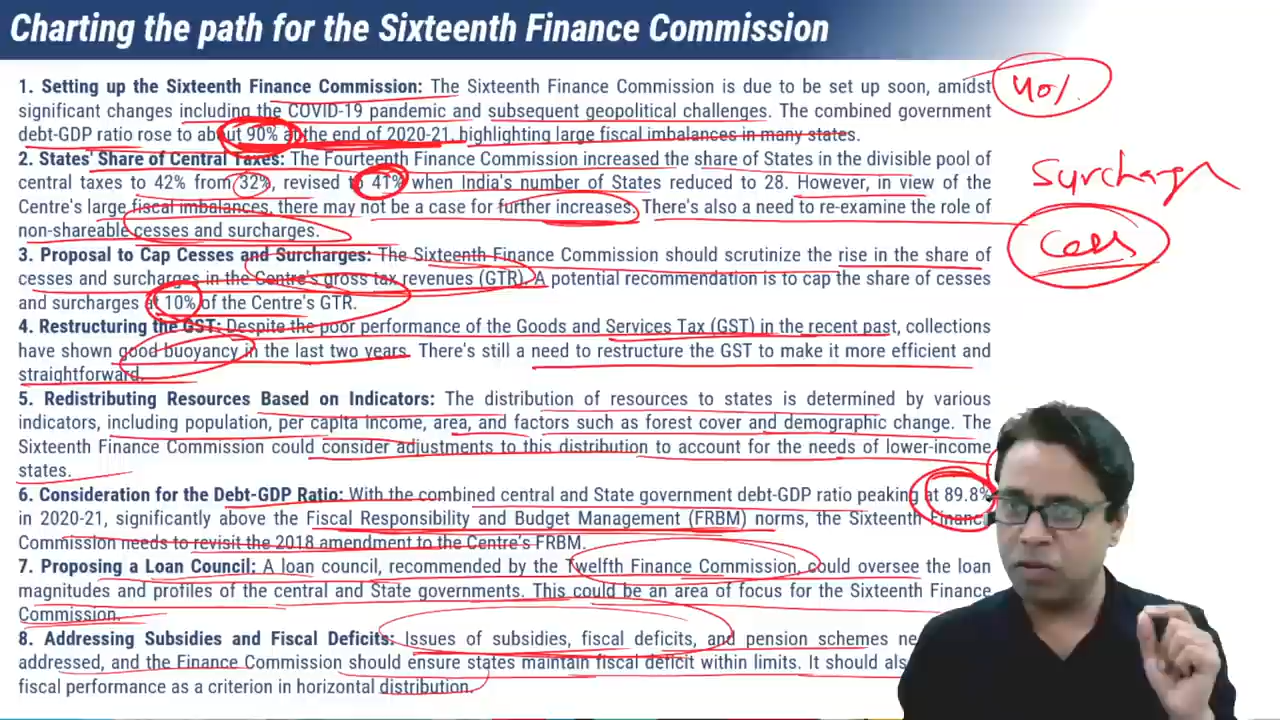 Charting the path for the Sixteenth Finance Commission
1. Setting up the Sixteenth Finance Commission: The Sixteenth Finance Commission is due to be set up soon, amidst
significant changes including the COVID-19 pandemic and subsequent geopolitical challenges. The combined government
debt-GDP ratio rose to about 90% at the end of 2020-21, highlighting large fiscal imbalances in many states.
2. States' Share of Central Taxes: The Fourteenth Finance Commission increased the share of States in the divisible pool of
central taxes to 42% from 32%, revised to 41% when India's number of States reduced to 28. However, in view of the
Centre's large fiscal imbalances, there may not be a case for further increases. There's also a need to re-examine the role of
non-shareable cesses and surcharges.
3. Proposal to Cap Cesses and Surcharges: The Sixteenth Finance Commission should scrutinize the rise in the share of
cesses and surcharges in the Centre's gross tax revenues (GTR). A potential recommendation is to cap the share of cesses
and surcharges at 10% of the Centre's GTR.
4. Restructuring the GST: Despite the poor performance of the Goods and Services Tax (GST) in the recent past, collections
have shown good buoyancy in the last two years. There's still a need to restructure the GST to make it more efficient and
straightforward.
5. Redistributing Resources Based on Indicators: The distribution of resources to states is determined by various
indicators, including population, per capita income, area, and factors such as forest cover and demographic change. The
Sixteenth Finance Commission could consider adjustments to this distribution to account for the needs of lower-income
states.
6. Consideration for the Debt-GDP Ratio: With the combined central and State government debt-GDP ratio peaking at 89.8%
in 2020-21, significantly above the Fiscal Responsibility and Budget Management (FRBM) norms, the Sixteenth Financ
Commission needs to revisit the 2018 amendment to the Centre's FRBM.
7. Proposing a Loan Council: A loan council, recommended by the Twelfth Finance Commission, could oversee the loan
magnitudes and profiles of the central and State governments. This could be an area of focus for the Sixteenth Finance
Commission.
8. Addressing Subsidies and Fiscal Deficits: Issues of subsidies, fiscal deficits, and pension schemes ne
addressed, and the Finance Commission should ensure states maintain fiscal deficit within limits. It should als
fiscal performance as a criterion in horizontal distribution.
40%
Surcharge
Cess